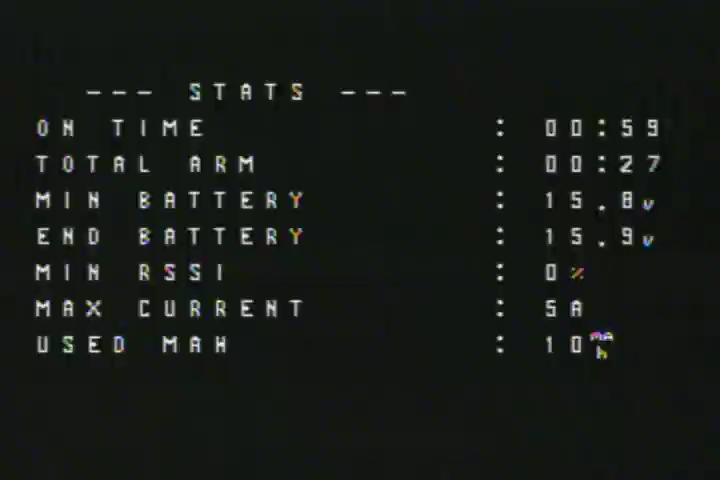 --- STATS ---
ON TIME : 00:59
TOTAL ARM : 00:27
MIN BATTERY : 15.8V
END BATTERY : 15.9V
MIN RSSI : 0%
MAX CURRENT : 5A
USED MAH : 10mAh